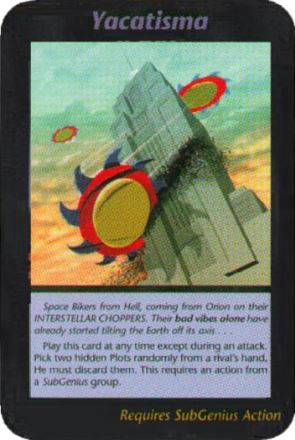 Yacatisma
Space Bikers from Hell, coming from Orion on their
INTERSTELLAR CHOPPERS. Their bad vibes alone have
already started tilting the Earth off its axis . . .
Play this card at any time except during an attack.
Pick two hidden Plots randomly from a rival's hand.
He must discard them. This requires an action from
a SubGenius group.
Requires SubGenius Action